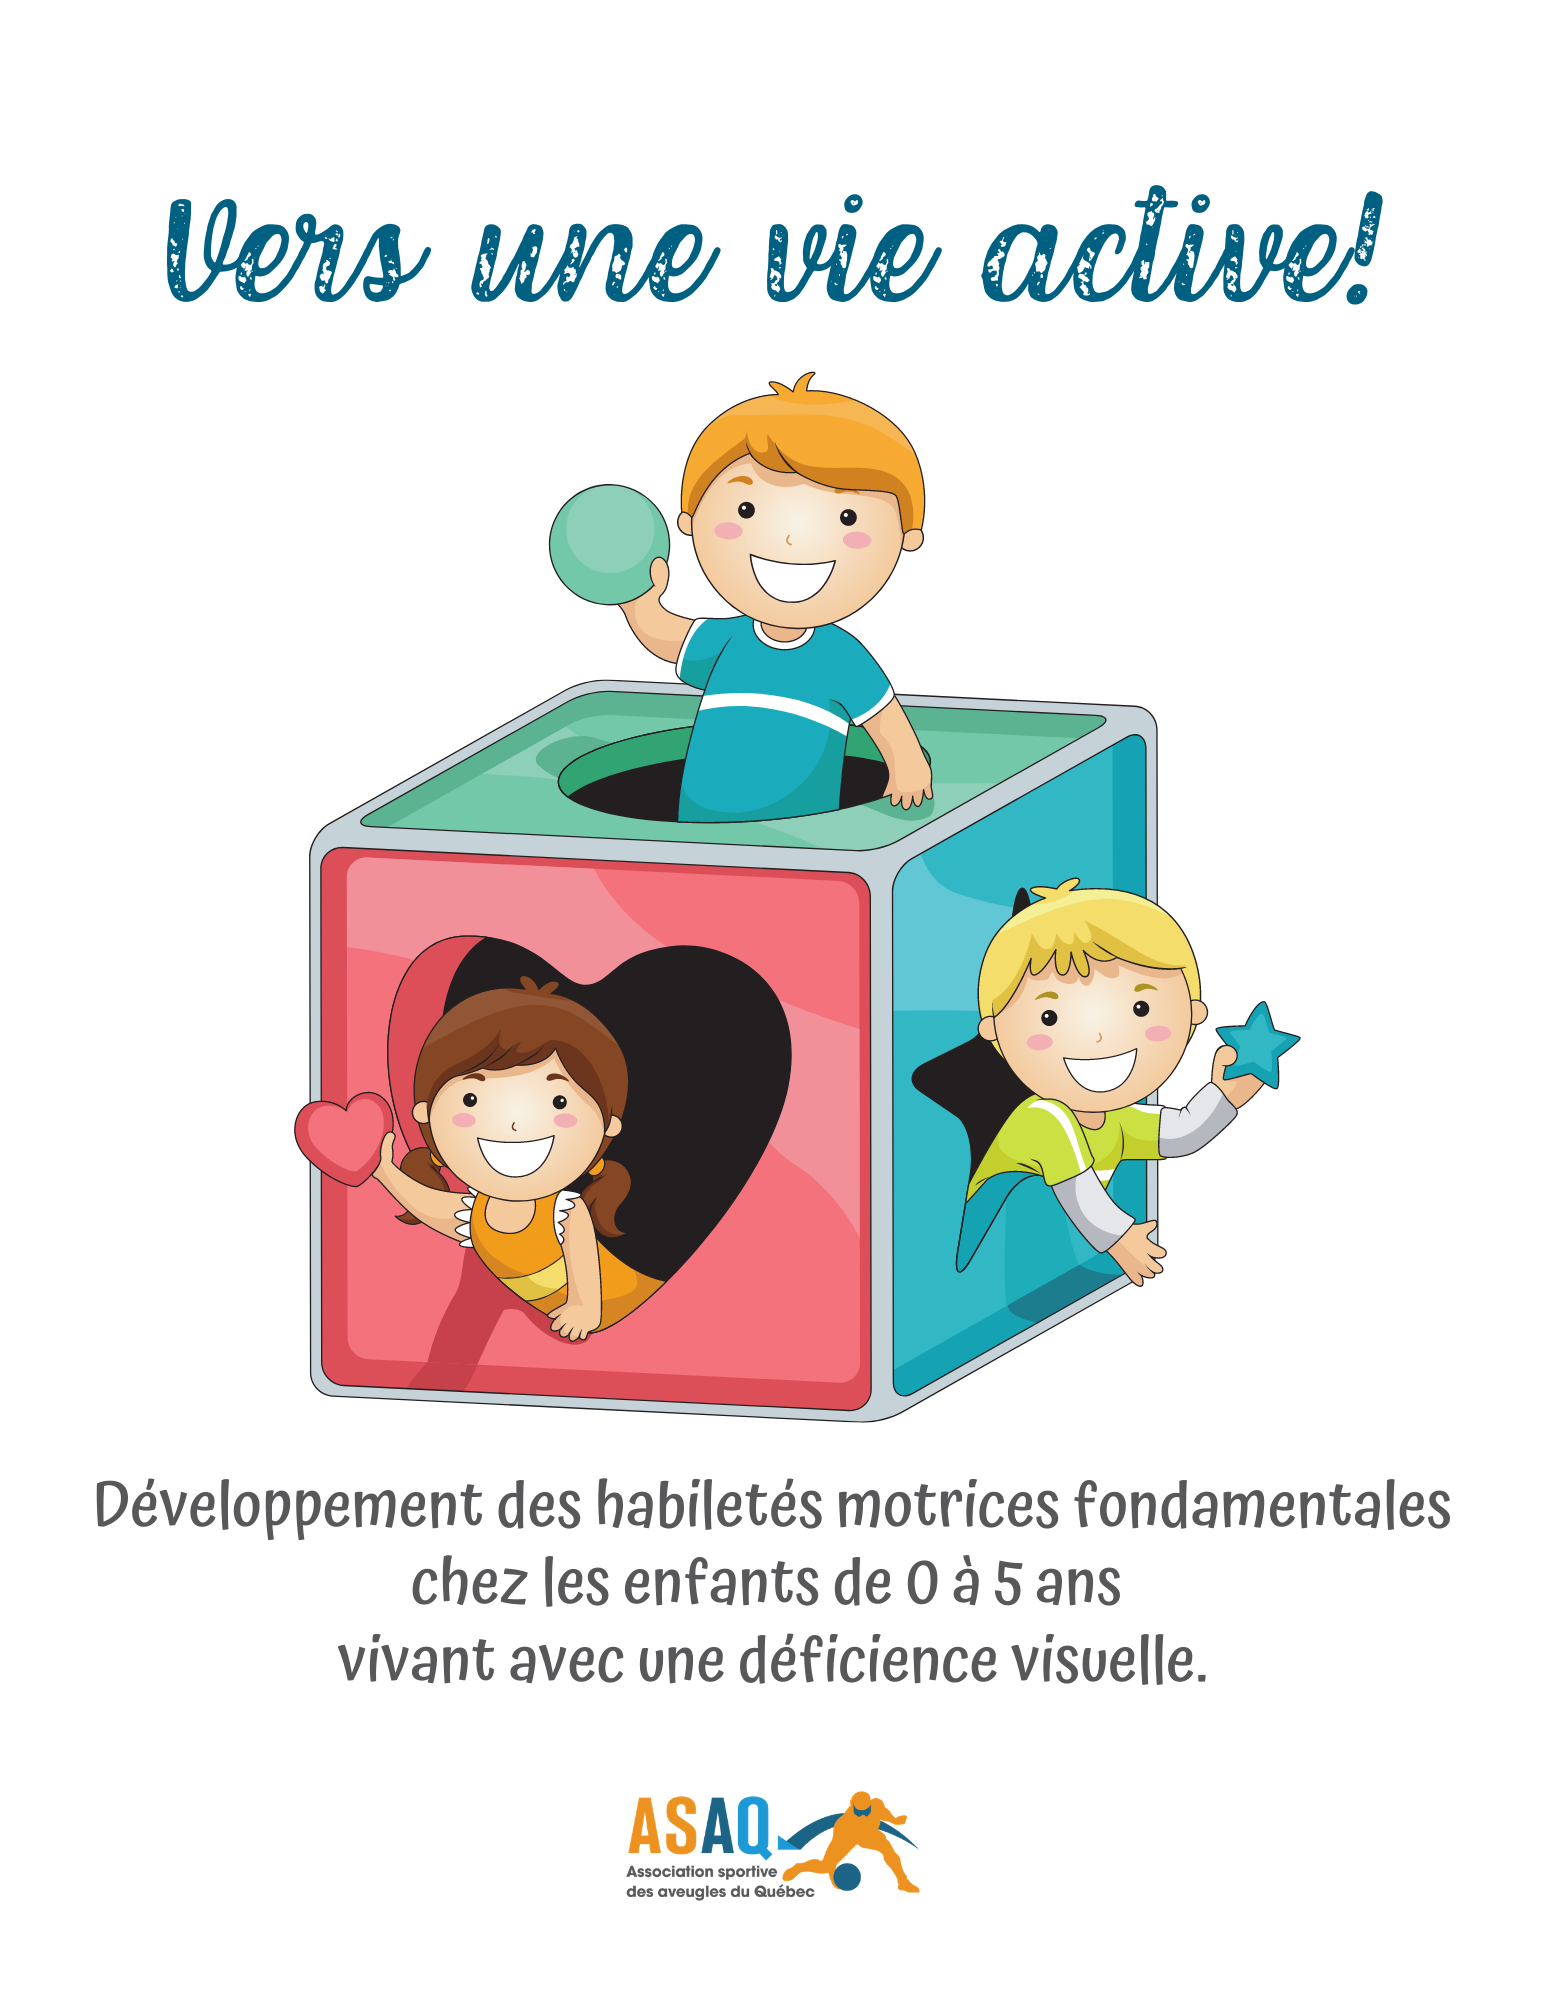 Vers une vie active!
Développement des habiletés motrices fondamentales
chez les enfants de 0 à 5 ans
vivant avec une déficience visuelle.
ASAQ
Association sportive
des aveugles du Québec